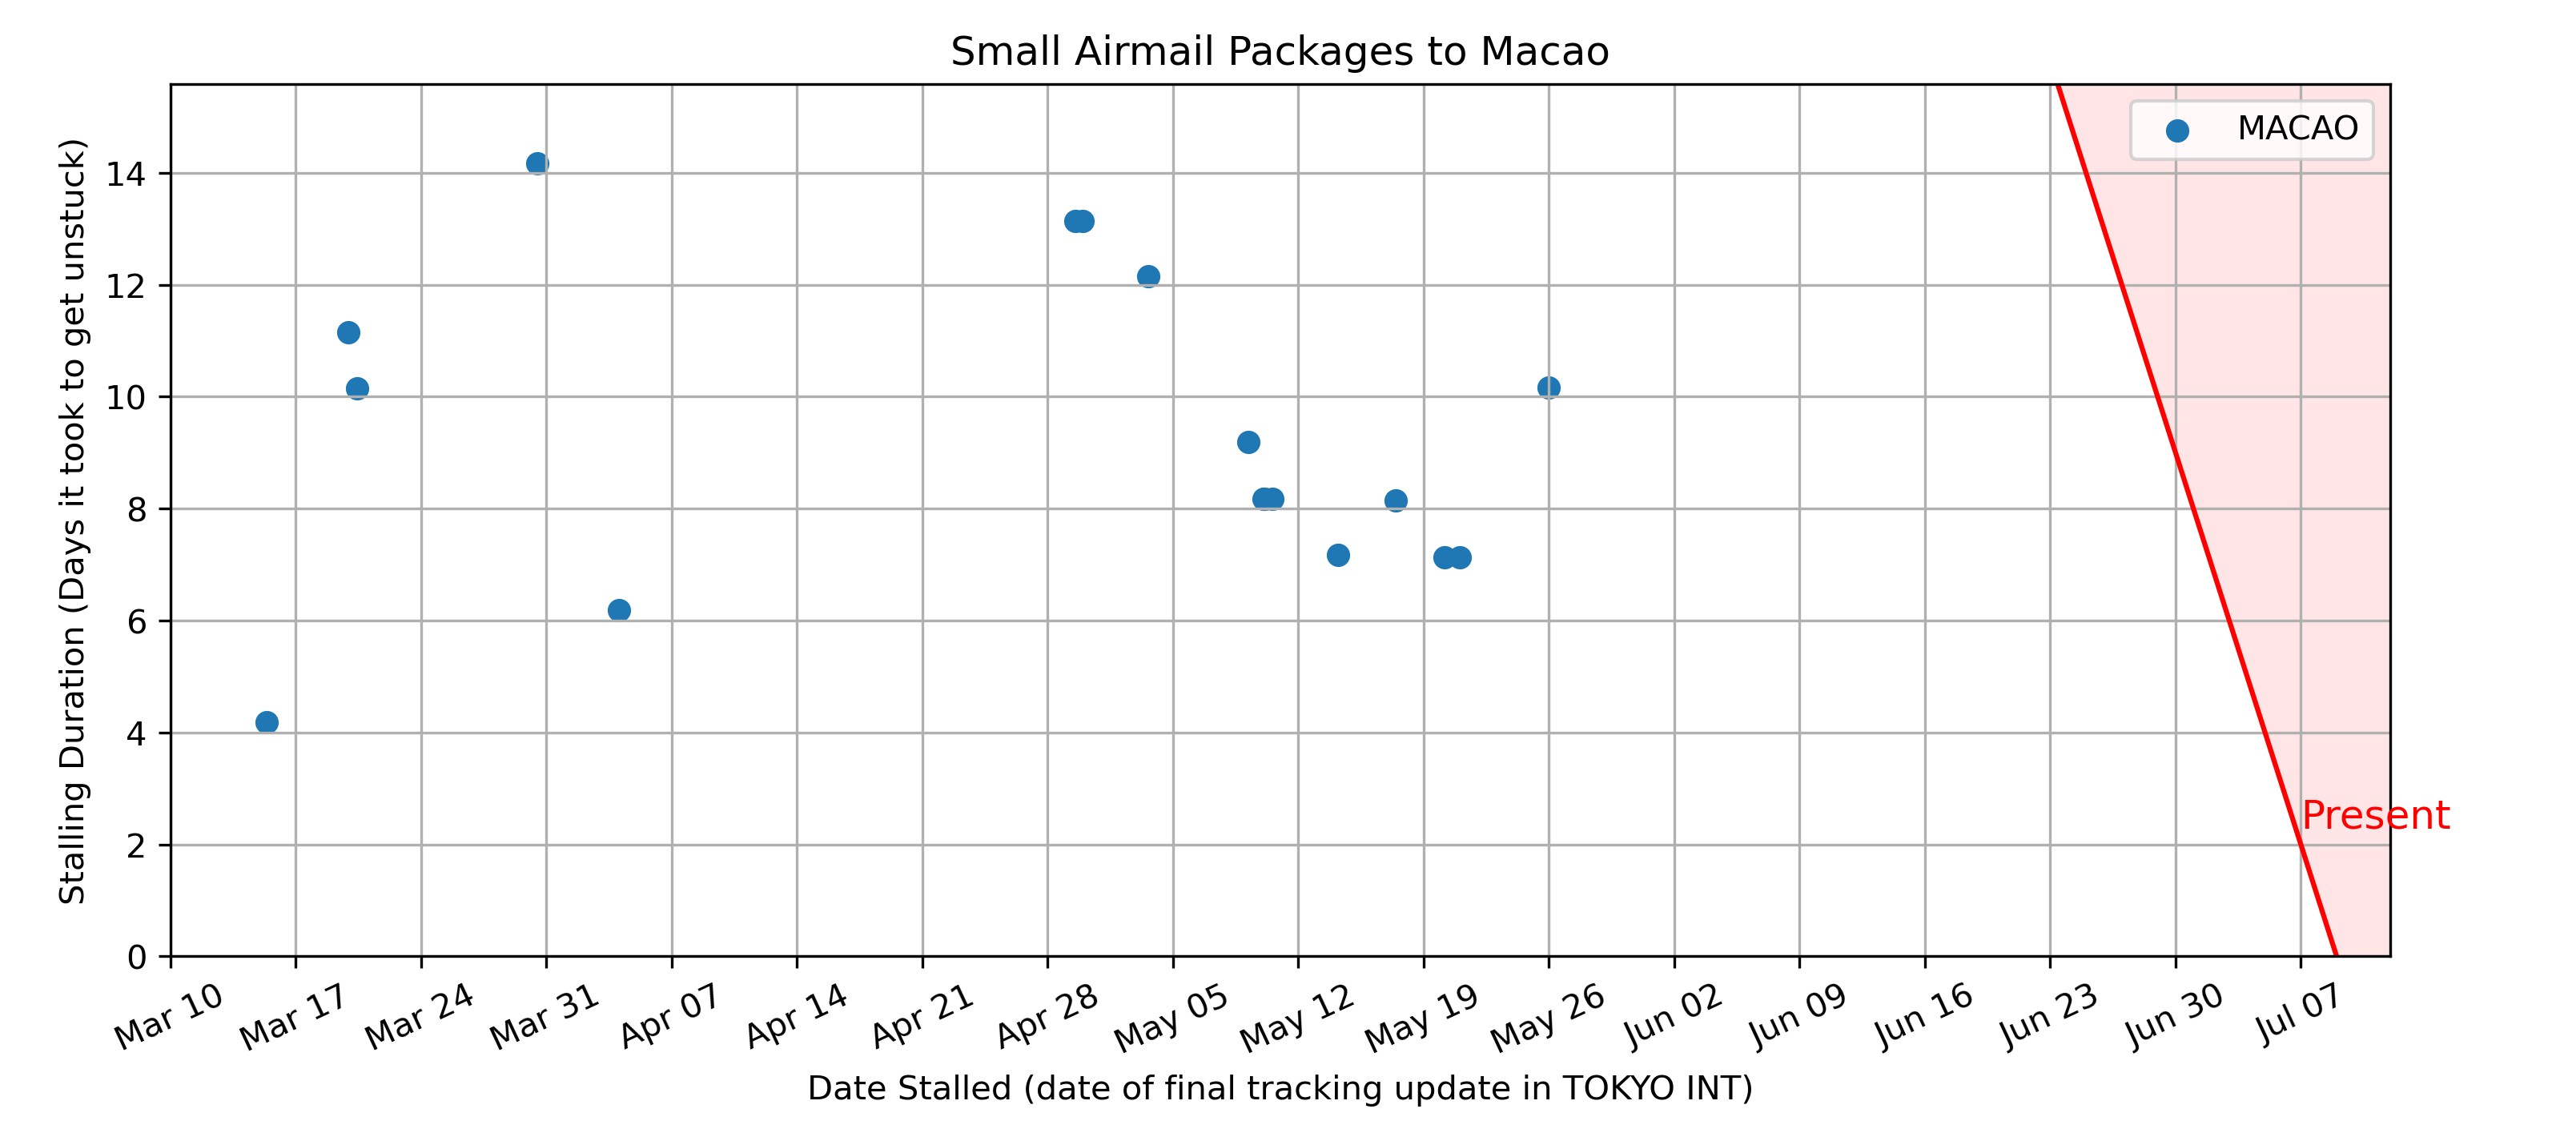 Small Airmail Packages to Macao
MACAO
Stalling Duration (Days it took to get unstuck)
14
12
10
8
6
4
2
0
Present
Mar 10
Mar 17
Mar 24
Mar 31
Apr 07
Apr 14
Apr 21
Apr 28
May 05
May 12
May 19
May 26
Jun 02
Jun 09
Jun 16
Jun 23
Jun 30
Jul 07
Date Stalled (date of final tracking update in TOKYO INT)